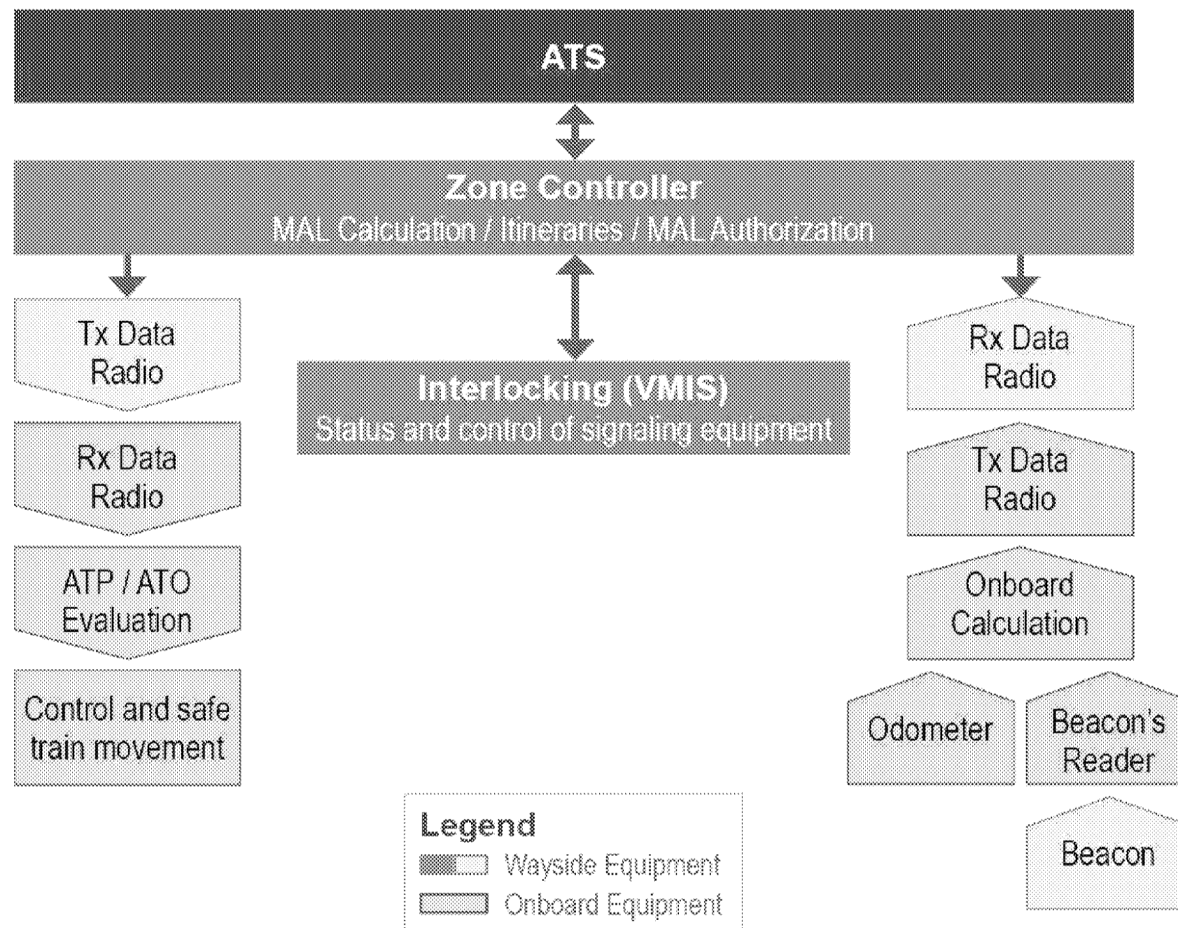 ATS
Zone Controller
MAL Calculation / Itineraries / MAL Authorization
Tx Data
Radio
Rx Data
Radio
ATP / ATO
Evaluation
Control and safe
train movement
Interlocking (VMIS)
Status and control of signaling equipment
Rx Data
Radio
Tx Data
Radio
Onboard
Calculation
Odometer
Beacon's
Reader
Beacon
Legend
Wayside Equipment
Onboard Equipment